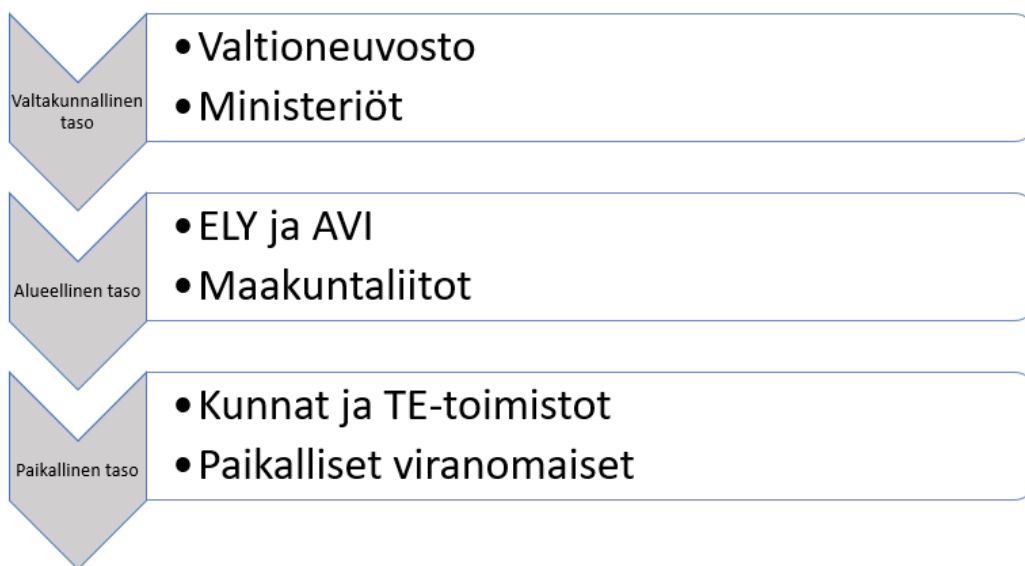 Valtakunnallinen
taso
• Valtioneuvosto
• Ministeriöt
Alueellinen taso
• ELY ja AVI
• Maakuntaliitot
Paikallinen taso
• Kunnat ja TE-toimistot
• Paikalliset viranomaiset